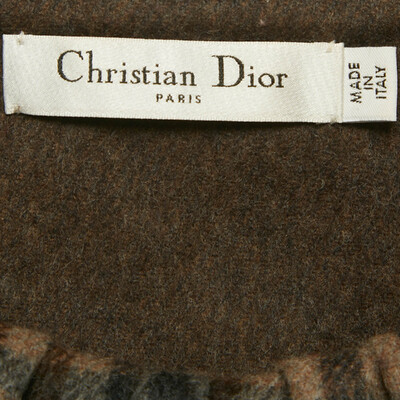 Christian Dior
PARIS
MADE
IN
ITALY